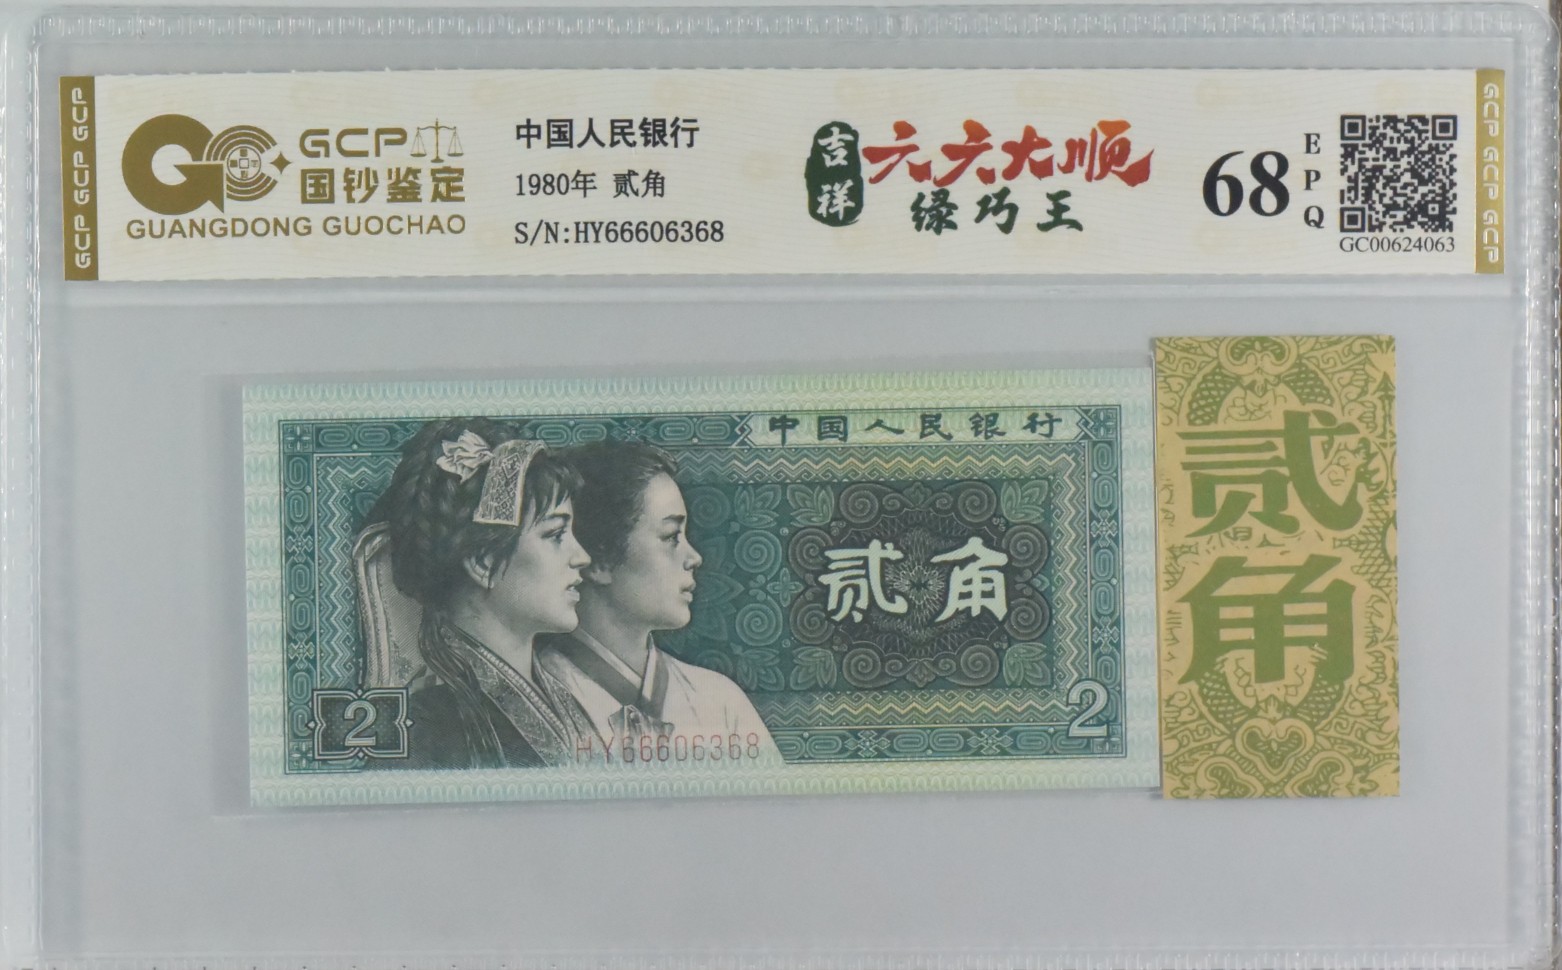 GCP GCP GCP
GC
GCP
国钞鉴定
GUANGDONG GUOCHAO
中国人民银行
1980年 贰角
S/N:HY66606368
吉祥
六六大顺
绿巧王
68
EPQ
GC00624063
GCP GCP GCP
中国人民银行
贰角
2
2
HY66606368
贰角